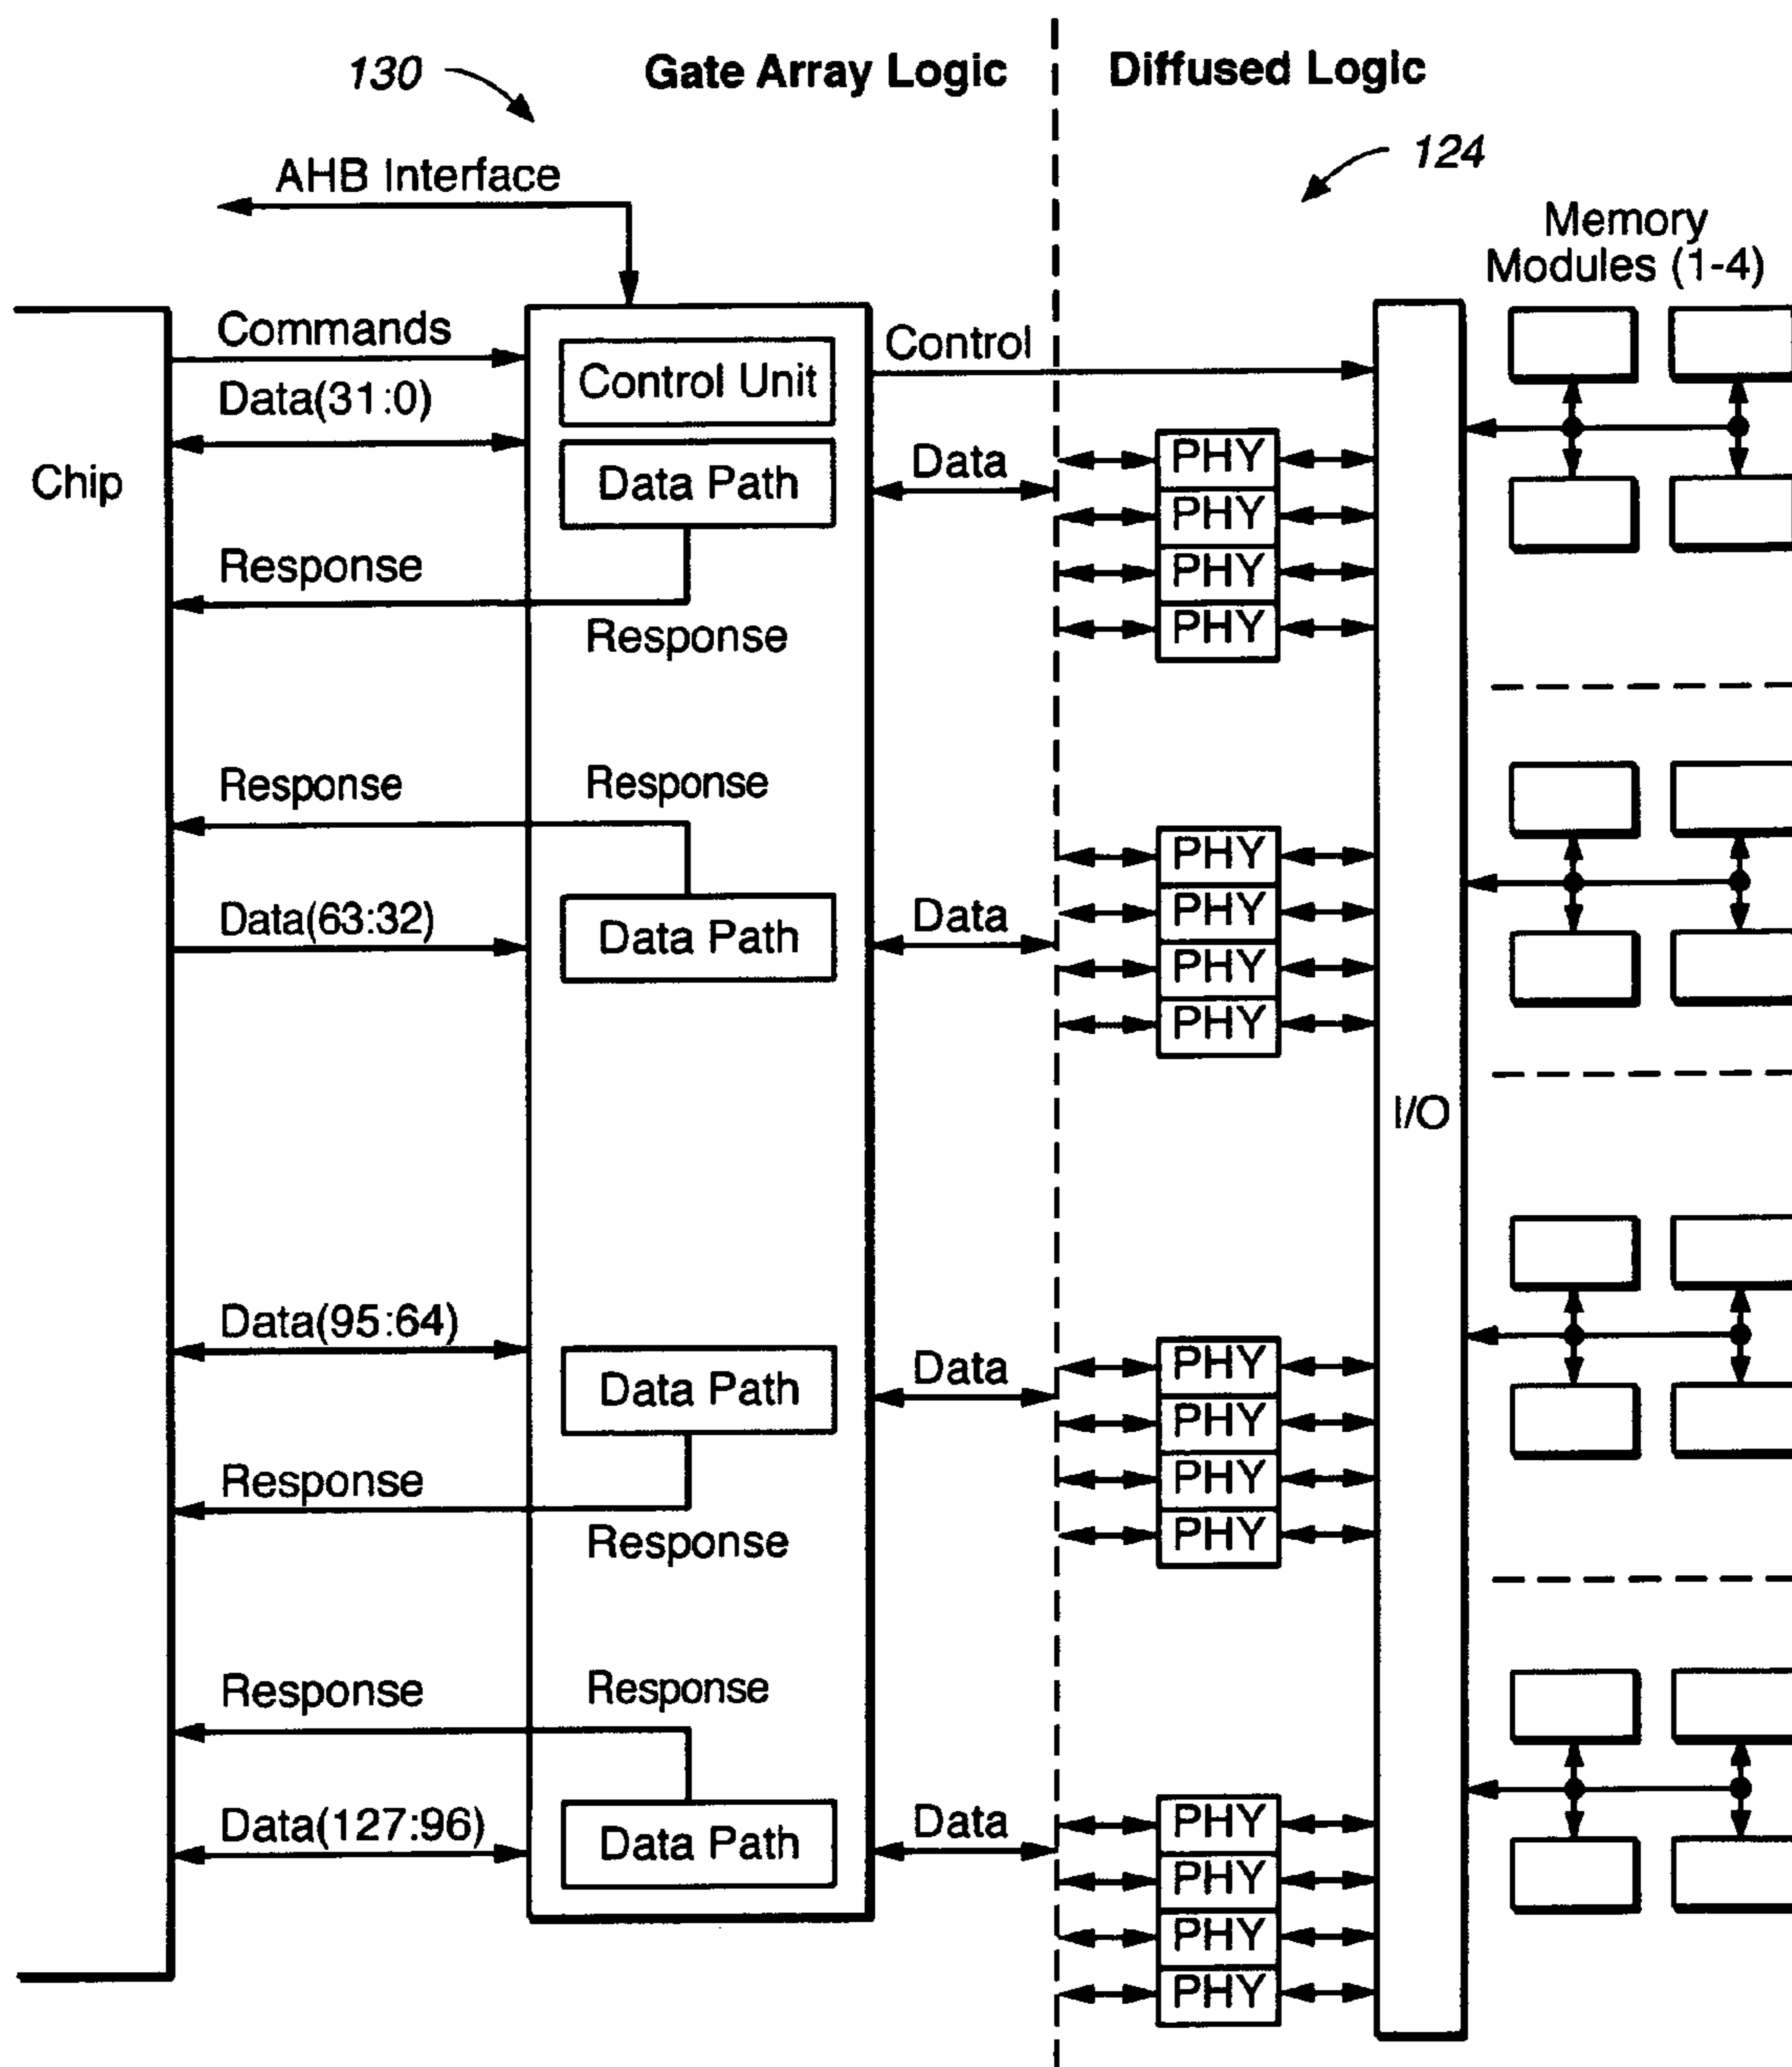 130
Gate Array Logic
Diffused Logic
124
AHB Interface
Memory
Modules (1-4)
Commands
Control Unit
Control
Data(31:0)
Chip
Data Path
Data
PHY
PHY
PHY
PHY
Response
Response
Response
Response
Data(63:32)
Data Path
Data
PHY
PHY
PHY
PHY
I/O
Data(95:64)
Data Path
Data
PHY
PHY
PHY
PHY
Response
Response
Response
Response
Data(127:96)
Data Path
Data
PHY
PHY
PHY
PHY